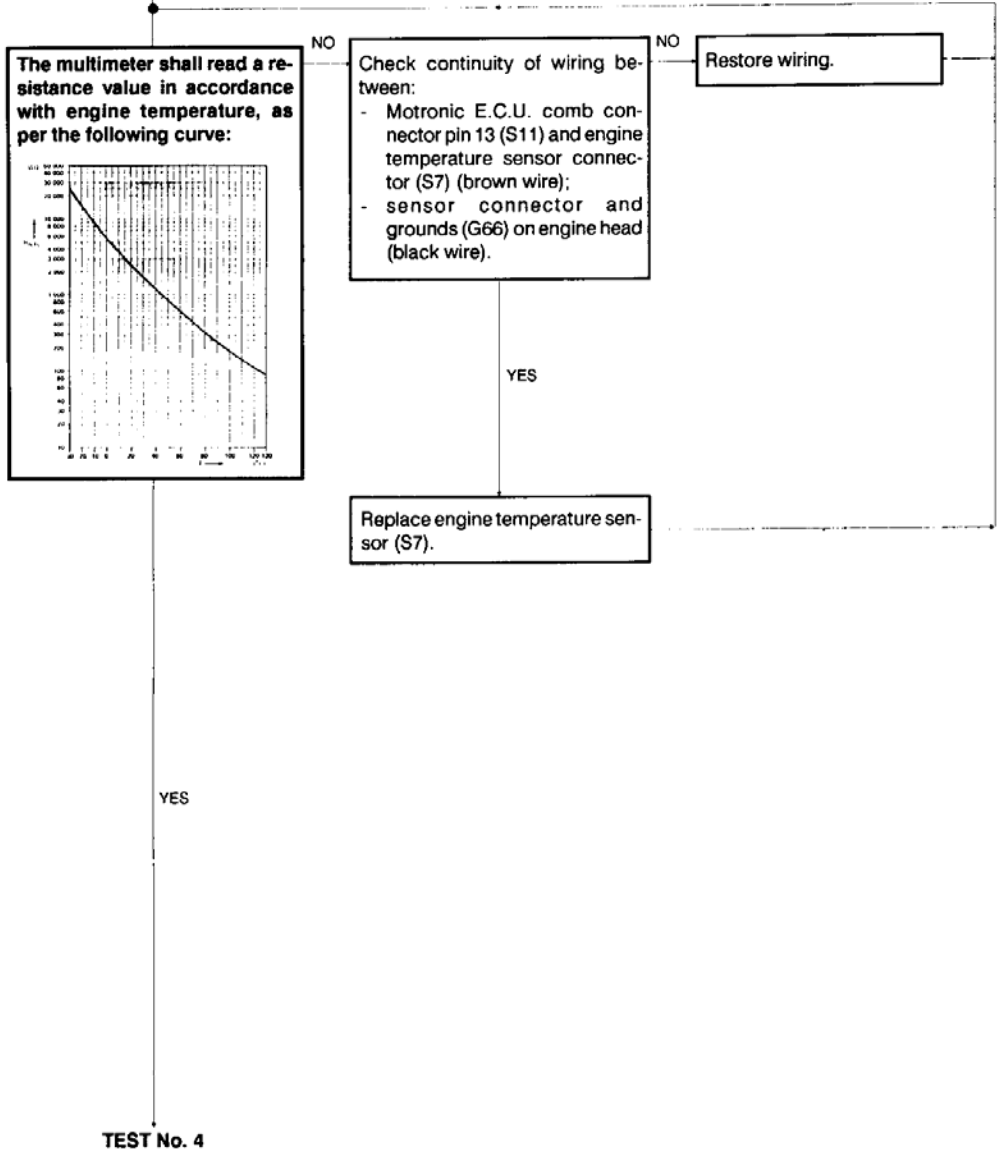 The multimeter shall read a re-
sistance value in accordance
with engine temperature, as
per the following curve:
NO
Check continuity of wiring be-
tween:
- Motronic E.C.U. comb con-
nector pin 13 (S11) and engine
temperature sensor connec-
tor (S7) (brown wire);
- sensor connector and
grounds (G66) on engine head
(black wire).
NO
Restore wiring.
YES
Replace engine temperature sen-
sor (S7).
YES
TEST No. 4